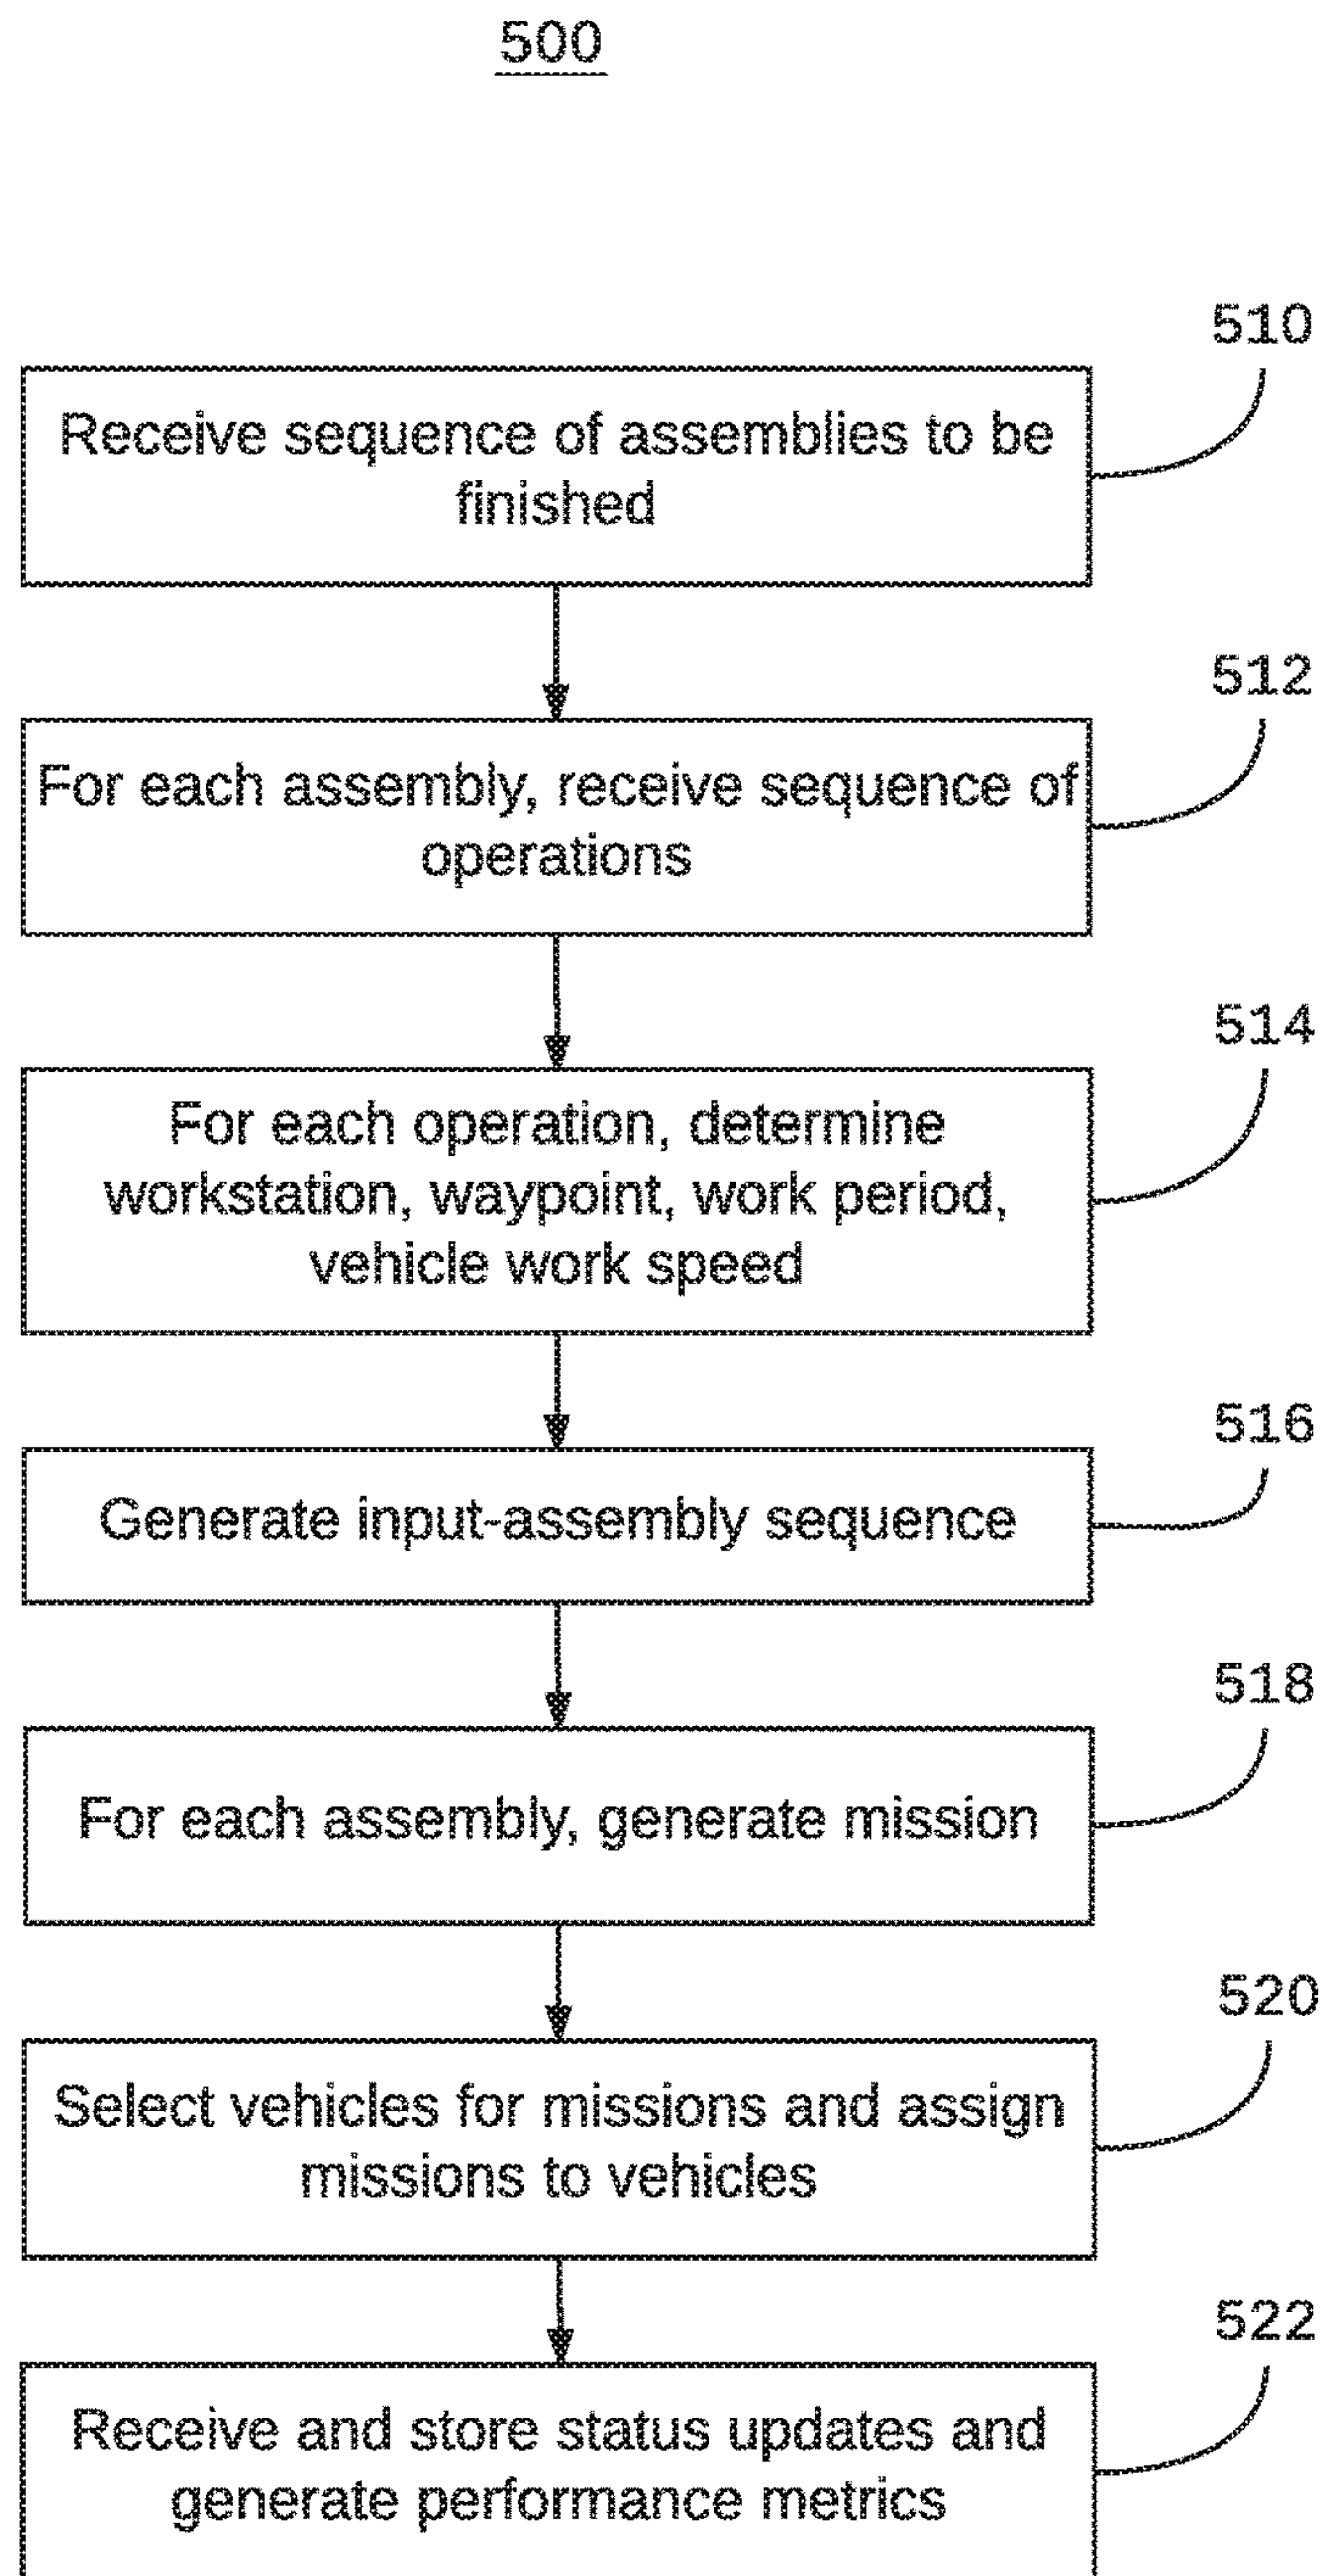 500
510
Receive sequence of assemblies to be
finished
512
For each assembly, receive sequence of
operations
514
For each operation, determine
workstation, waypoint, work period,
vehicle work speed
516
Generate input-assembly sequence
518
For each assembly, generate mission
520
Select vehicles for missions and assign
missions to vehicles
522
Receive and store status updates and
generate performance metrics